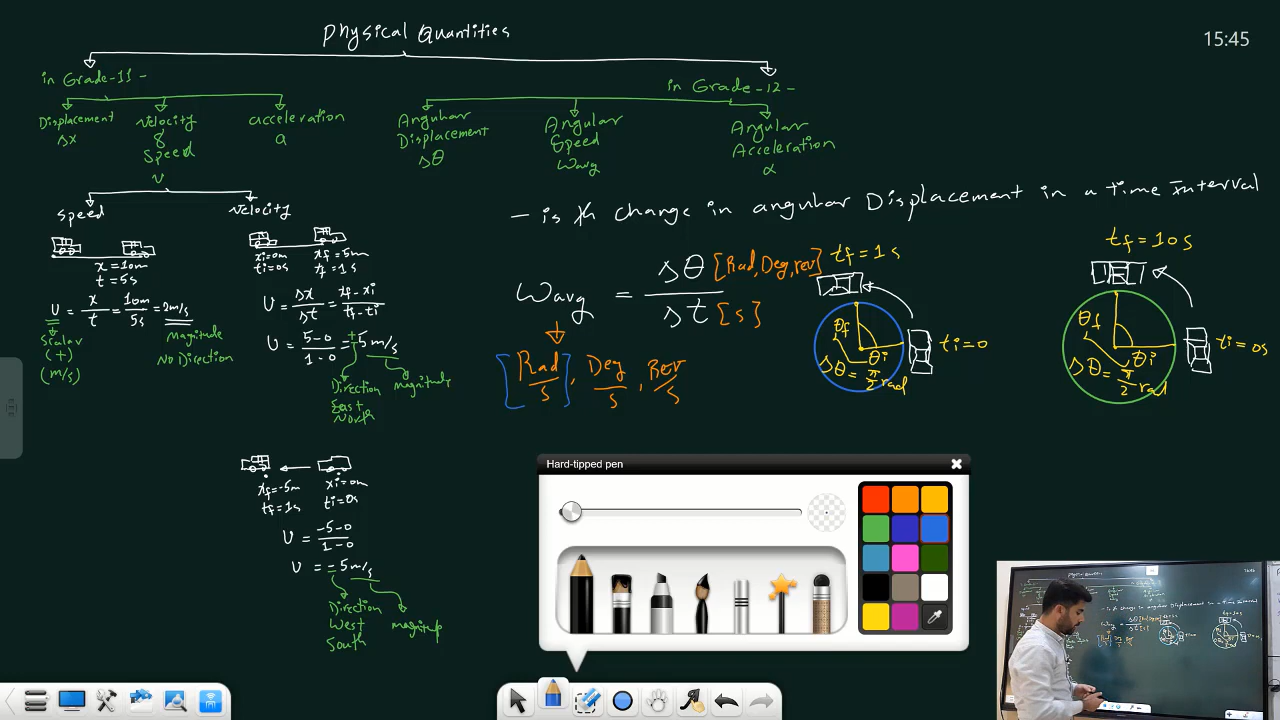 Physical Quantities
15:45
in Grade-11-
in Grade-12-
Displacement
Δx
Velocity
&
Speed
v
acceleration
a
Angular
Displacement
Δθ
Angular
Speed
Wavg
Angular
Acceleration
α
Speed
x=10m
t=5s
U = x/t = 10m/5s = 2m/s
Scalar
(+)
(m/s)
Magnitude
No Direction
Velocity
xi=0m xf=5m
ti=0s tf=1s
U = Δx/Δt = xf-xi/tf-ti
U = 5-0/1-0 = +5m/s
Direction
East
North
magnitude
xf=-5m xi=0m
tf=1s ti=0s
U = -5-0/1-0
U = -5m/s
Direction
West
South
- is th change in angular Displacement in a time Interval
Wavg = Δθ/Δt [Rad,Deg,rev] [s]
[Rad/s], Deg/s, Rev/s
tf=1s
θf
θi
ti=0
Δθ = π/2 rad
tf=10s
θf
θi
ti=0s
Δθ = π/2 rad
Hard-tipped pen